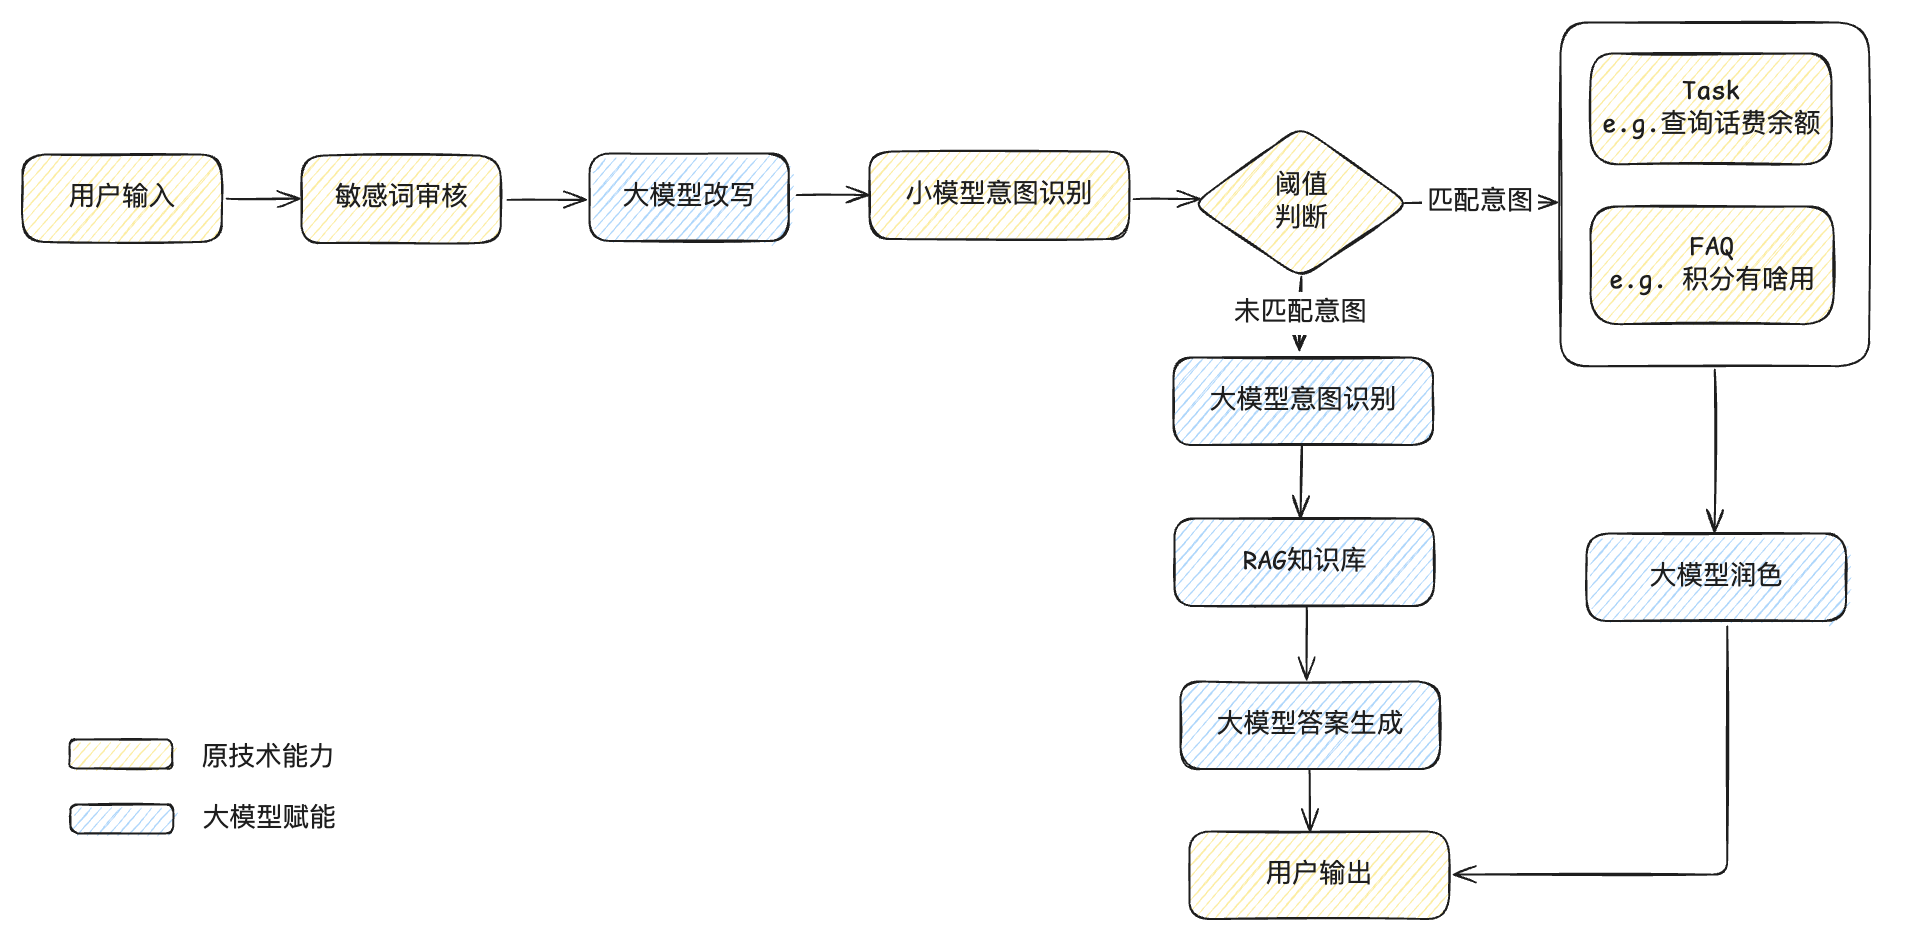 用户输入
敏感词审核
大模型改写
小模型意图识别
阈值
判断
匹配意图
Task
e.g.查询话费余额
FAQ
e.g. 积分有啥用
未匹配意图
大模型意图识别
RAG知识库
大模型润色
大模型答案生成
用户输出
原技术能力
大模型赋能